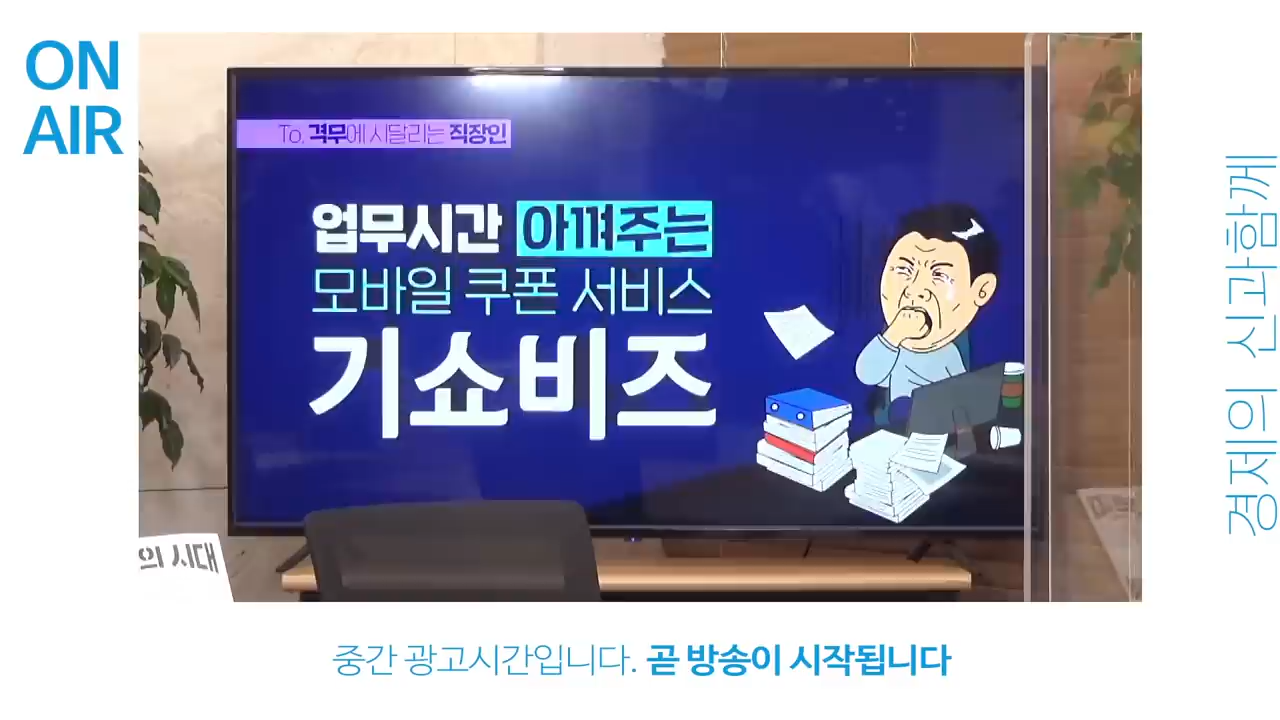 ON
AIR
To. 격무에 시달리는 직장인
업무시간 아껴주는
모바일 쿠폰 서비스
기쇼비즈
의 시대
경제의 신과함께
중간 광고시간입니다. 곧 방송이 시작됩니다